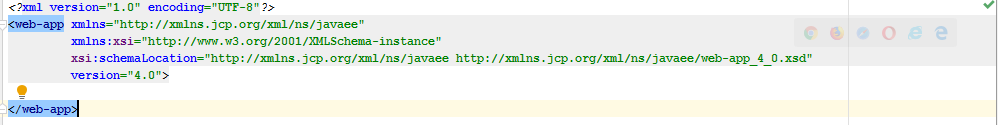 <?xml version="1.0" encoding="UTF-8"?>
<web-app xmlns="http://xmlns.jcp.org/xml/ns/javaee"
xmlns:xsi="http://www.w3.org/2001/XMLSchema-instance"
xsi:schemaLocation="http://xmlns.jcp.org/xml/ns/javaee http://xmlns.jcp.org/xml/ns/javaee/web-app_4_0.xsd"
version="4.0">
</web-app>